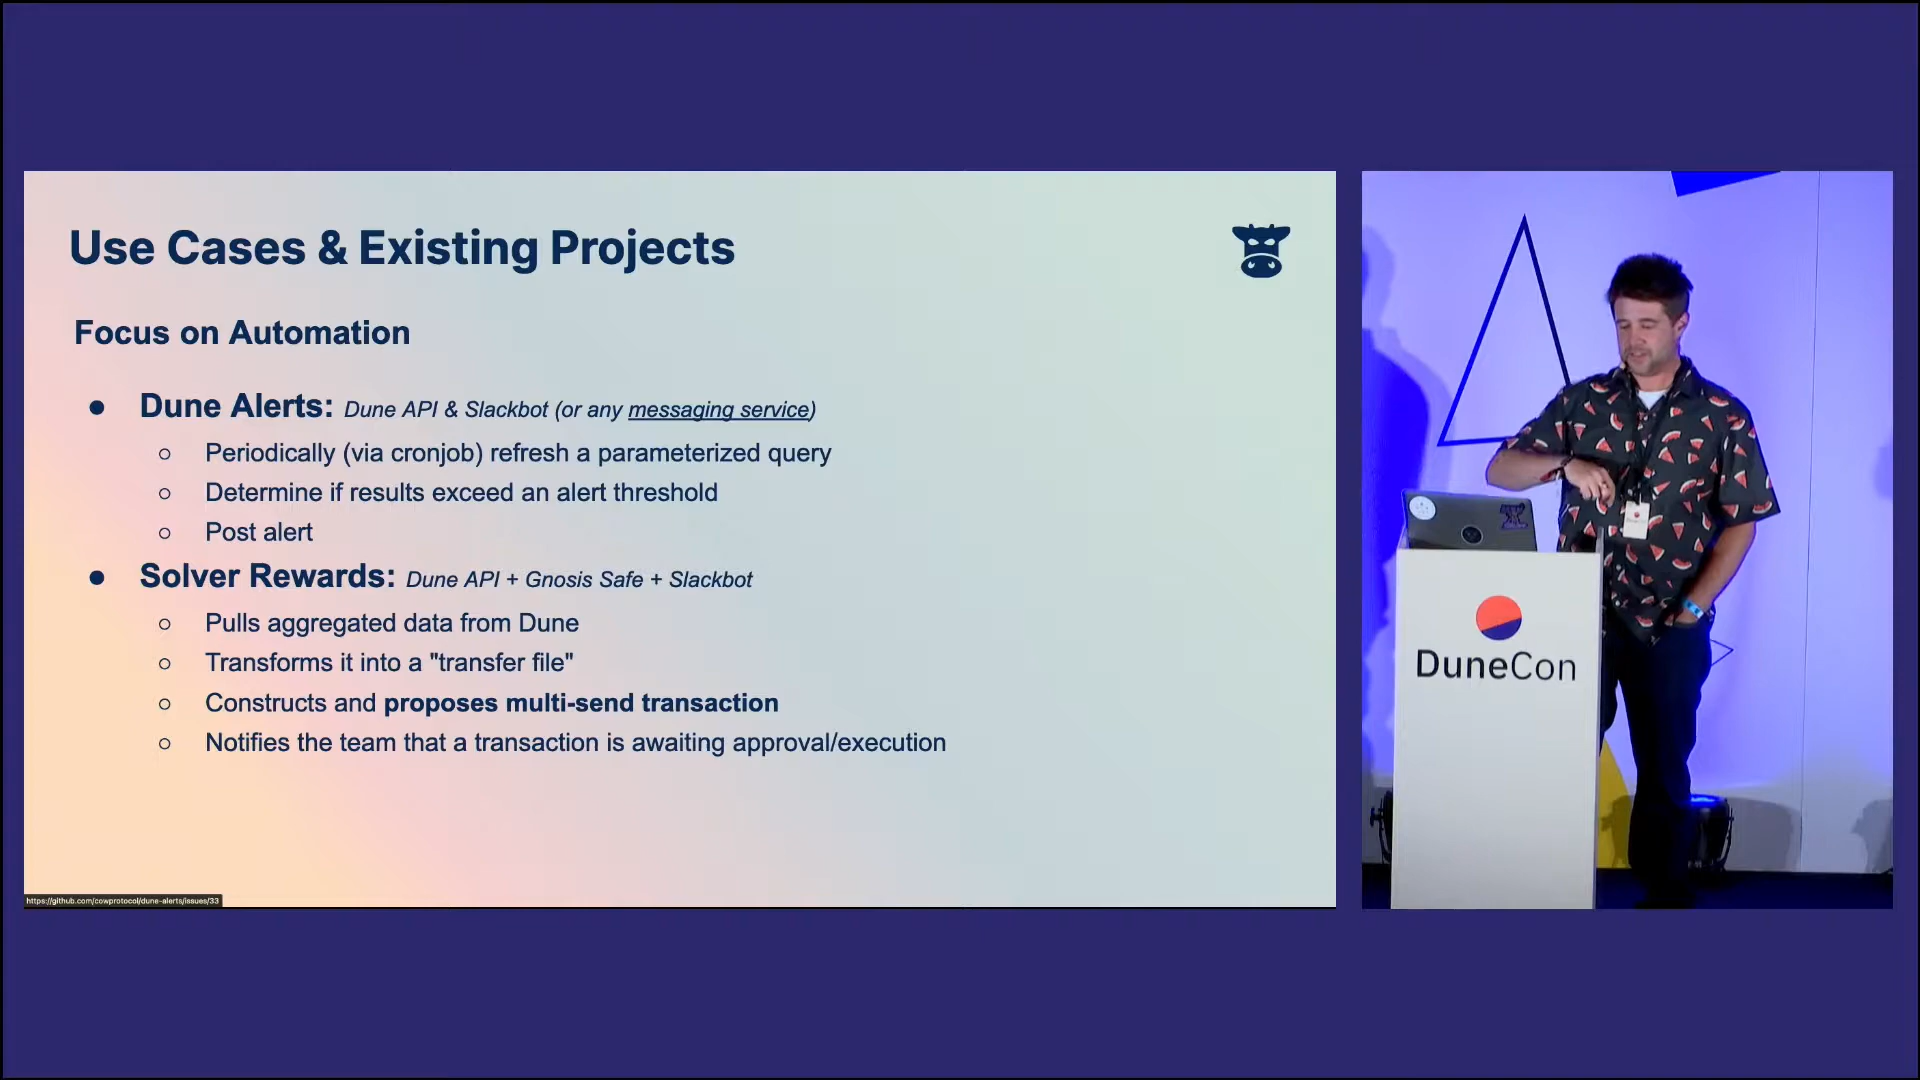 Use Cases & Existing Projects
Focus on Automation
● Dune Alerts: Dune API & Slackbot (or any messaging service)
○ Periodically (via cronjob) refresh a parameterized query
○ Determine if results exceed an alert threshold
○ Post alert
● Solver Rewards: Dune API + Gnosis Safe + Slackbot
○ Pulls aggregated data from Dune
○ Transforms it into a "transfer file"
○ Constructs and proposes multi-send transaction
○ Notifies the team that a transaction is awaiting approval/execution
https://github.com/cowprotocol/dune-alerts/issues/33
DuneCon